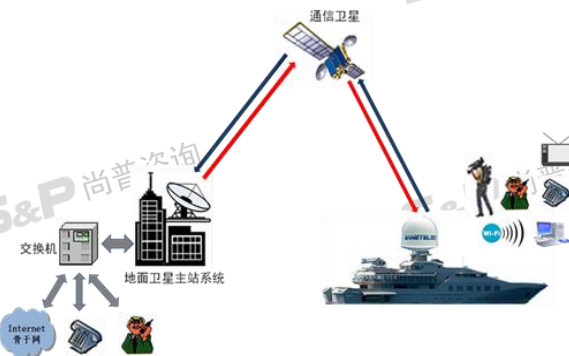 通信卫星
S&P 尚普咨询
交换机
地面卫星主站系统
Wi-Fi
Internet
骨干网